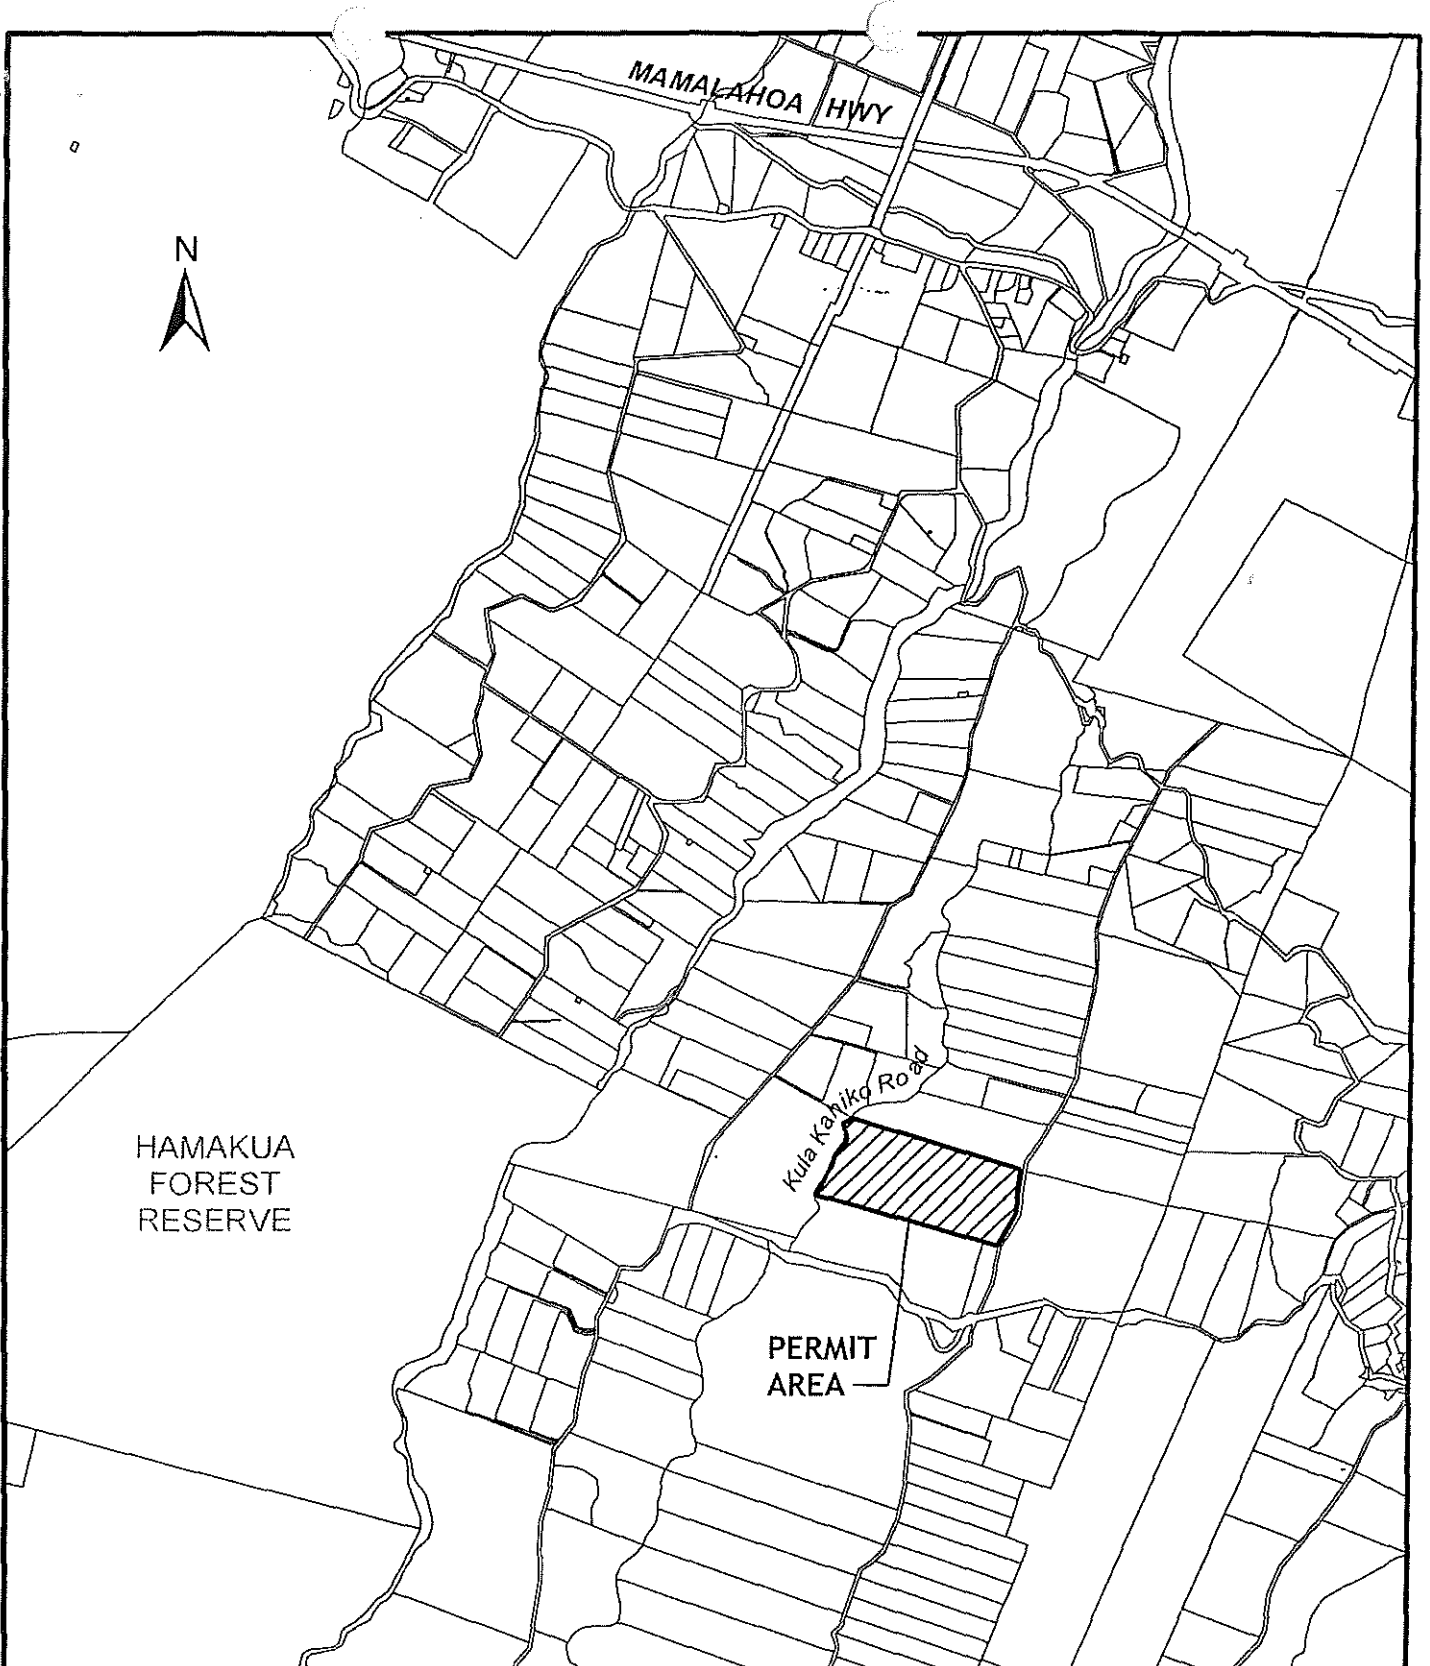 MAMALAHOA HWY
N
Kula Kahiko Road
HAMAKUA
FOREST
RESERVE
PERMIT
AREA